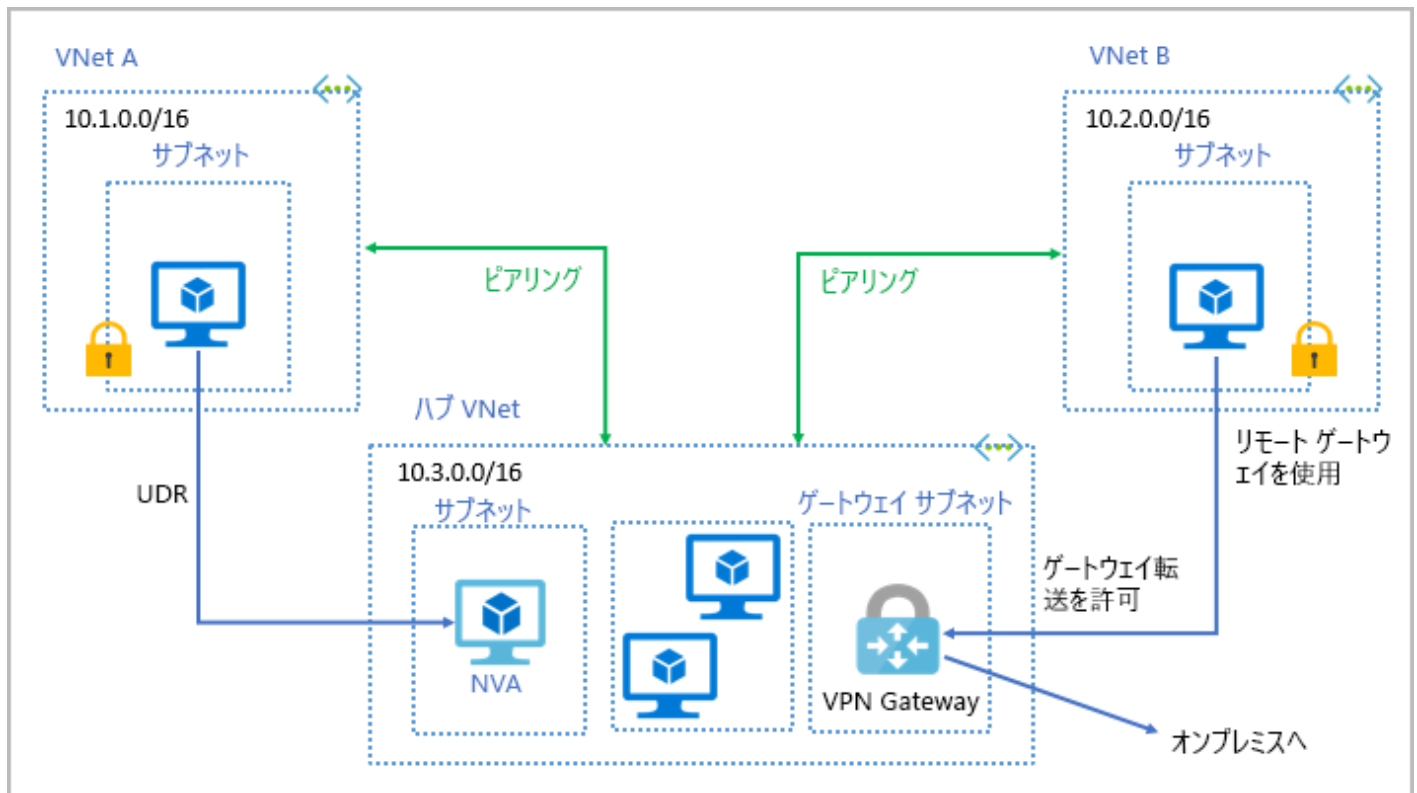 VNet A
10.1.0.0/16
サブネット
VNet B
10.2.0.0/16
サブネット
ピアリング
ピアリング
UDR
ハブ VNet
10.3.0.0/16
サブネット
NVA
ゲートウェイ サブネット
VPN Gateway
リモート ゲートウ
ェイを使用
ゲートウェイ転
送を許可
オンプレミスへ